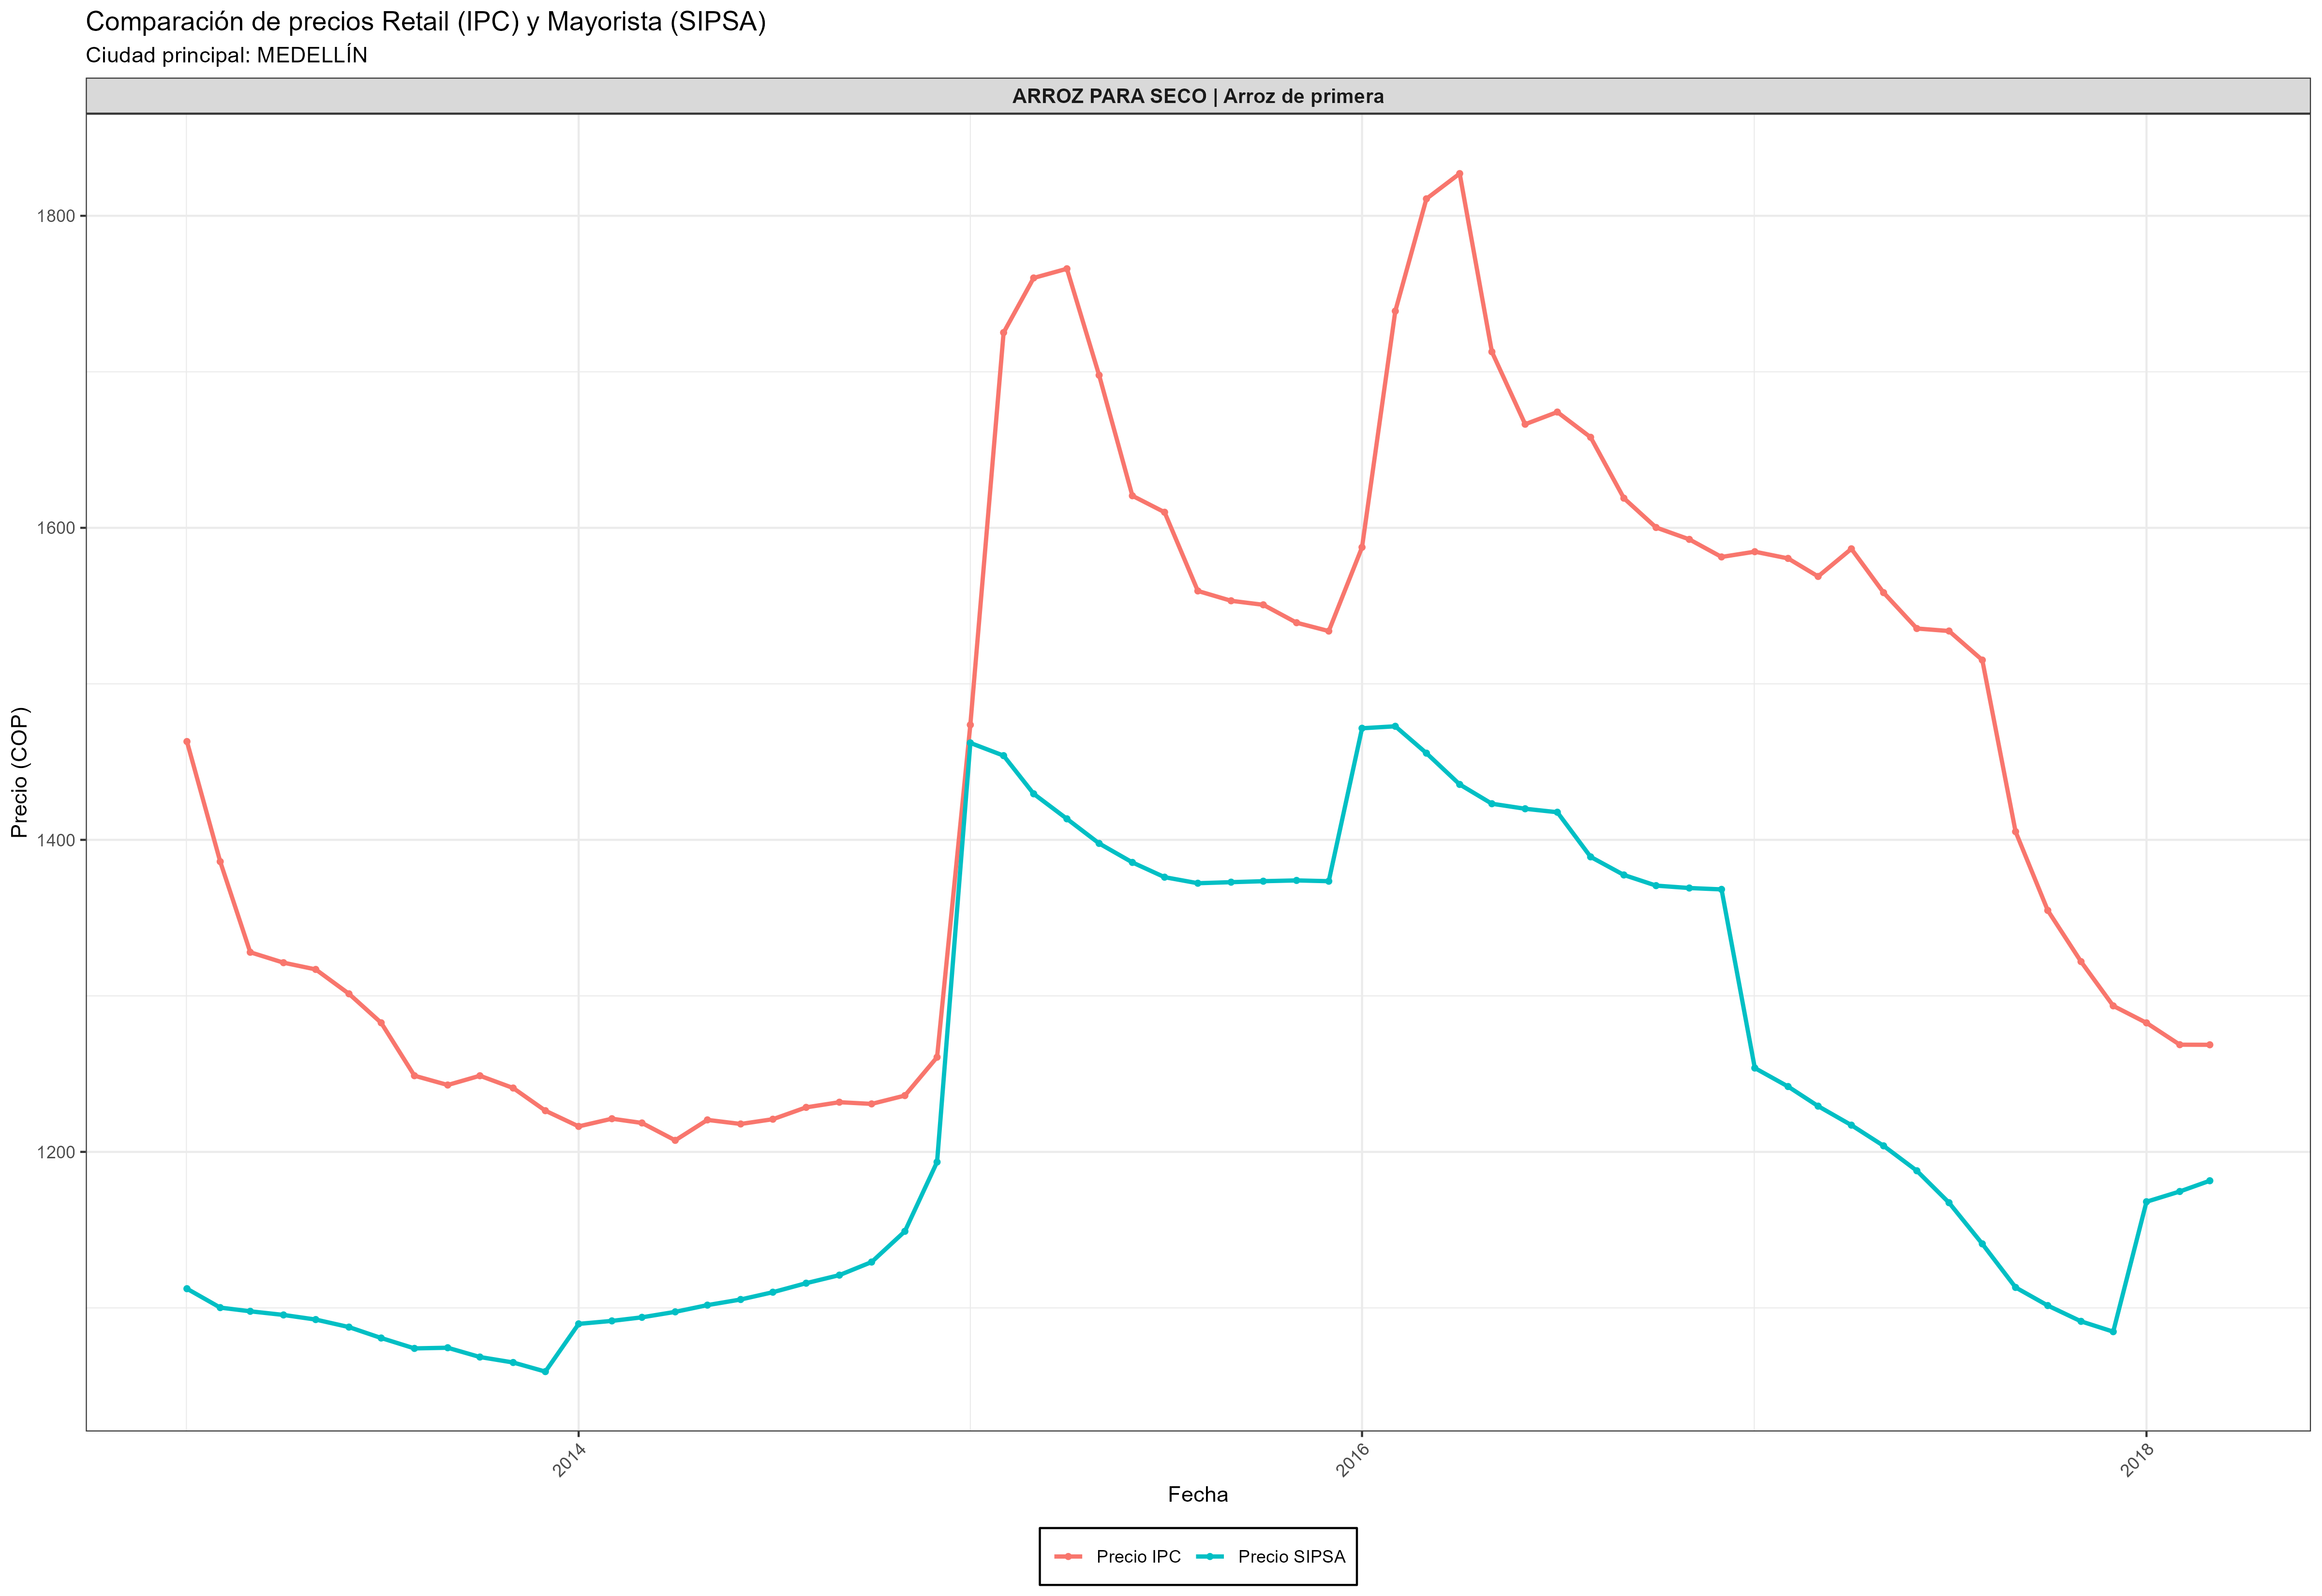 Comparación de precios Retail (IPC) y Mayorista (SIPSA)
Ciudad principal: MEDELLÍN
ARROZ PARA SECO | Arroz de primera
Precio (COP)
1800
1600
1400
1200
2014
2016
2018
Fecha
Precio IPC
Precio SIPSA